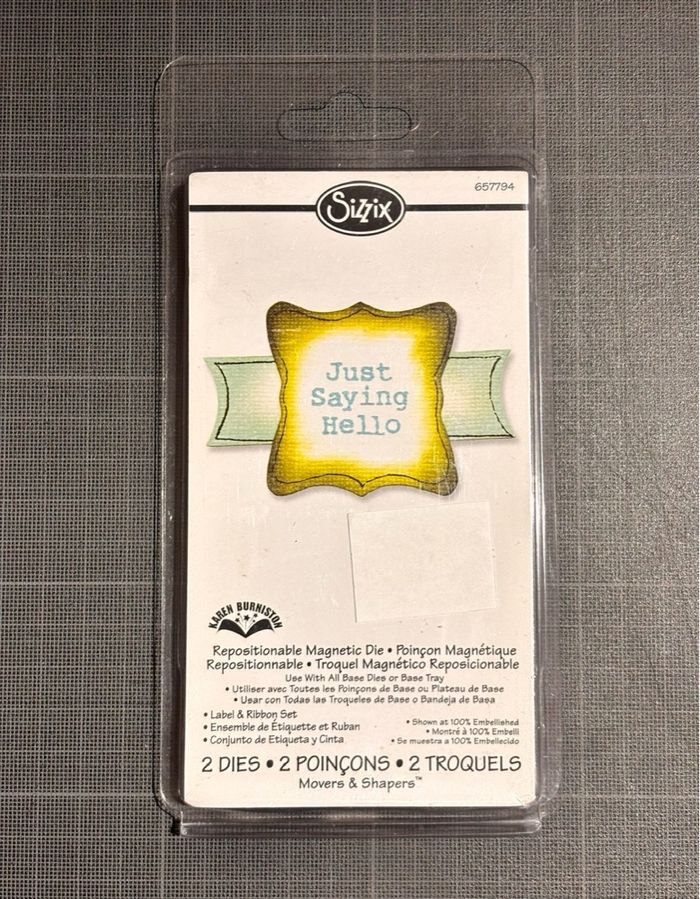 657794
Sizzix
Just
Saying
Hello
KAREN BURNISTON
Repositionable Magnetic Die • Poinçon Magnétique
Repositionnable • Troquel Magnético Reposicionable
Use With All Base Dies or Base Tray
• Utiliser avec Toutes les Poinçons de Base ou Plateau de Base
• Usar con Todas las Troqueles de Base o Bandeja de Basa
• Label & Ribbon Set
• Ensemble de Étiquette et Ruban
• Conjunto de Etiqueta y Cinta
• Shown at 100% Embellished
• Montré à 100% Embelli
• Se muestra a 100% Embellecido
2 DIES • 2 POINÇONS • 2 TROQUELS
Movers & Shapers™